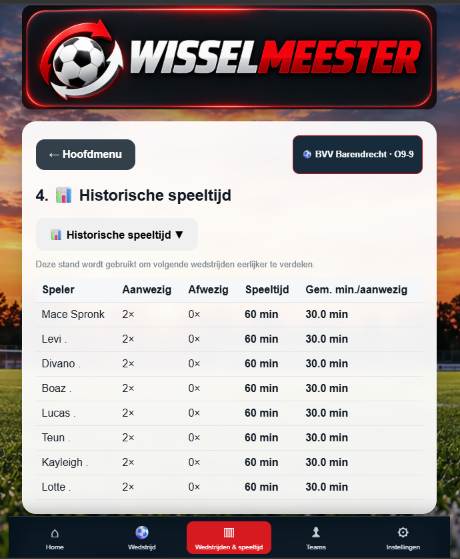 WISSELMEESTER
← Hoofdmenu
BVV Barendrecht · O9-9
4. Historische speeltijd
Historische speeltijd ▼
Deze stand wordt gebruikt om volgende wedstrijden eerlijker te verdelen.
Speler Aanwezig Afwezig Speeltijd Gem. min./aanwezig
Mace Spronk 2× 0× 60 min 30.0 min
Levi . 2× 0× 60 min 30.0 min
Divano . 2× 0× 60 min 30.0 min
Boaz . 2× 0× 60 min 30.0 min
Lucas . 2× 0× 60 min 30.0 min
Teun . 2× 0× 60 min 30.0 min
Kayleigh . 2× 0× 60 min 30.0 min
Lotte . 2× 0× 60 min 30.0 min
Home Wedstrijd Wedstrijden & speeltijd Teams Instellingen